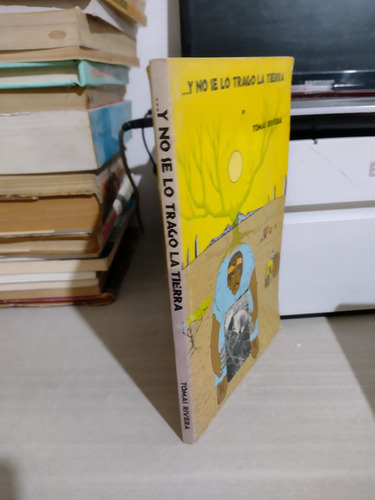 ...Y NO SE LO TRAGO LA TIERRA
TOMAS RIVERA
...Y NO SE LO TRAGO LA TIERRA
TOMAS RIVERA